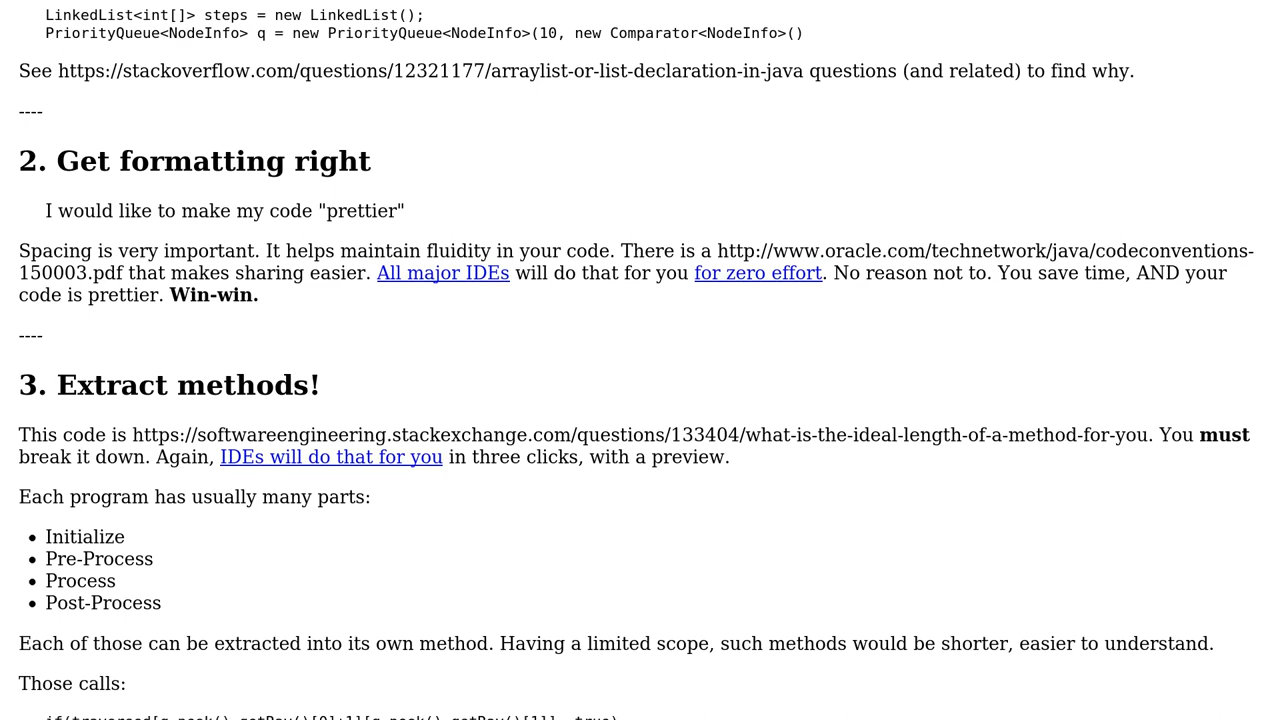 LinkedList<int[]> steps = new LinkedList();
PriorityQueue<NodeInfo> q = new PriorityQueue<NodeInfo>(10, new Comparator<NodeInfo>()
See https://stackoverflow.com/questions/12321177/arraylist-or-list-declaration-in-java questions (and related) to find why.
----
2. Get formatting right
I would like to make my code "prettier"
Spacing is very important. It helps maintain fluidity in your code. There is a http://www.oracle.com/technetwork/java/codeconventions-
150003.pdf that makes sharing easier. All major IDEs will do that for you for zero effort. No reason not to. You save time, AND your
code is prettier. Win-win.
----
3. Extract methods!
This code is https://softwareengineering.stackexchange.com/questions/133404/what-is-the-ideal-length-of-a-method-for-you. You must
break it down. Again, IDEs will do that for you in three clicks, with a preview.
Each program has usually many parts:
• Initialize
• Pre-Process
• Process
• Post-Process
Each of those can be extracted into its own method. Having a limited scope, such methods would be shorter, easier to understand.
Those calls: